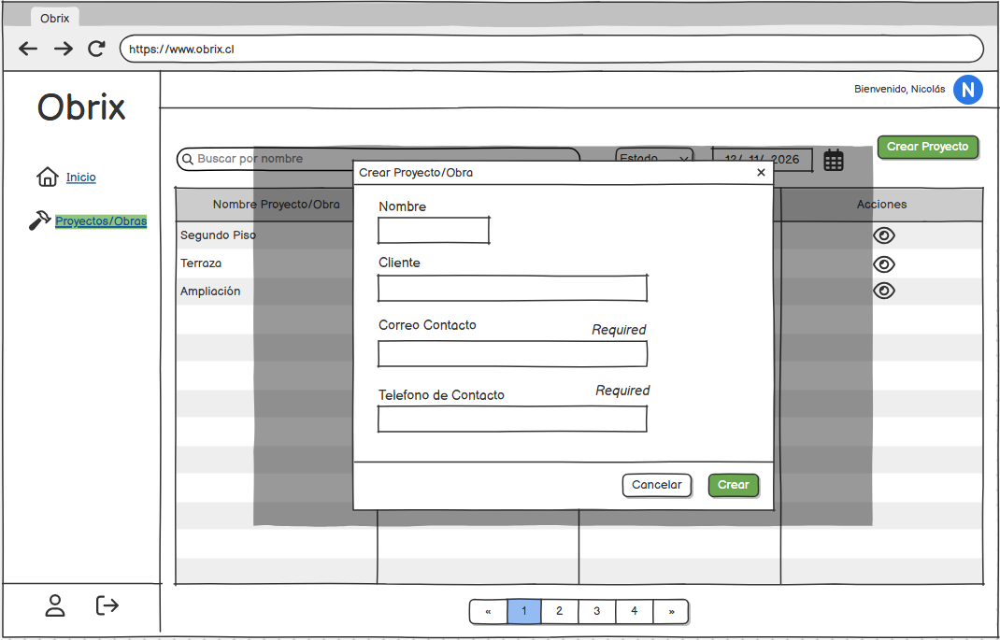 Obrix
https://www.obrix.cl
Obrix
Bienvenido, Nicolás
N
Inicio
Proyectos/Obras
Buscar por nombre
Estado
12/ 11/ 2026
Crear Proyecto
Nombre Proyecto/Obra
Acciones
Segundo Piso
Terraza
Ampliación
Crear Proyecto/Obra
Nombre
Cliente
Correo Contacto
Required
Telefono de Contacto
Required
Cancelar
Crear
« 1 2 3 4 »